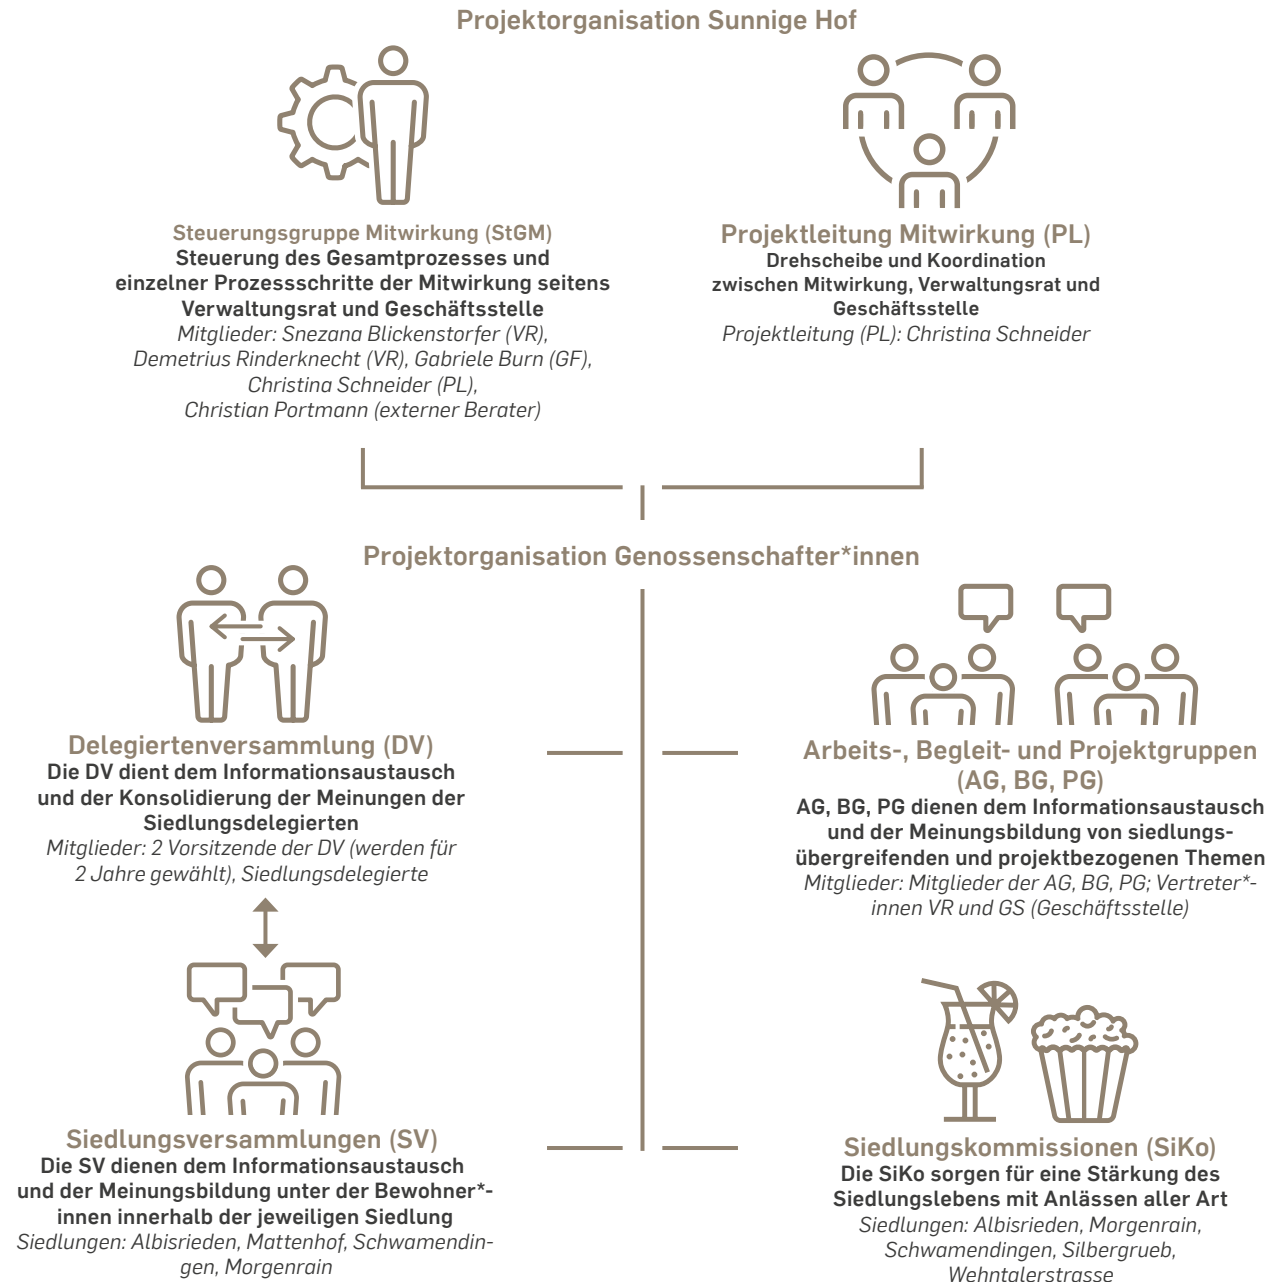 Projektorganisation Sunnige Hof
Steuerungsgruppe Mitwirkung (StGM)
Steuerung des Gesamtprozesses und
einzelner Prozessschritte der Mitwirkung seitens
Verwaltungsrat und Geschäftsstelle
Mitglieder: Snezana Blickenstorfer (VR),
Demetrius Rinderknecht (VR), Gabriele Burn (GF),
Christina Schneider (PL),
Christian Portmann (externer Berater)
Projektleitung Mitwirkung (PL)
Drehscheibe und Koordination
zwischen Mitwirkung, Verwaltungsrat und
Geschäftsstelle
Projektleitung (PL): Christina Schneider
Projektorganisation Genossenschafter*innen
Delegiertenversammlung (DV)
Die DV dient dem Informationsaustausch
und der Konsolidierung der Meinungen der
Siedlungsdelegierten
Mitglieder: 2 Vorsitzende der DV (werden für
2 Jahre gewählt), Siedlungsdelegierte
Arbeits-, Begleit- und Projektgruppen
(AG, BG, PG)
AG, BG, PG dienen dem Informationsaustausch
und der Meinungsbildung von siedlungs-
übergreifenden und projektbezogenen Themen
Mitglieder: Mitglieder der AG, BG, PG; Vertreter*-
innen VR und GS (Geschäftsstelle)
Siedlungsversammlungen (SV)
Die SV dienen dem Informationsaustausch
und der Meinungsbildung unter der Bewohner*-
innen innerhalb der jeweiligen Siedlung
Siedlungen: Albisrieden, Mattenhof, Schwamendin-
gen, Morgenrain
Siedlungskommissionen (SiKo)
Die SiKo sorgen für eine Stärkung des
Siedlungslebens mit Anlässen aller Art
Siedlungen: Albisrieden, Morgenrain,
Schwamendingen, Silbergrueb,
Wehntalerstrasse